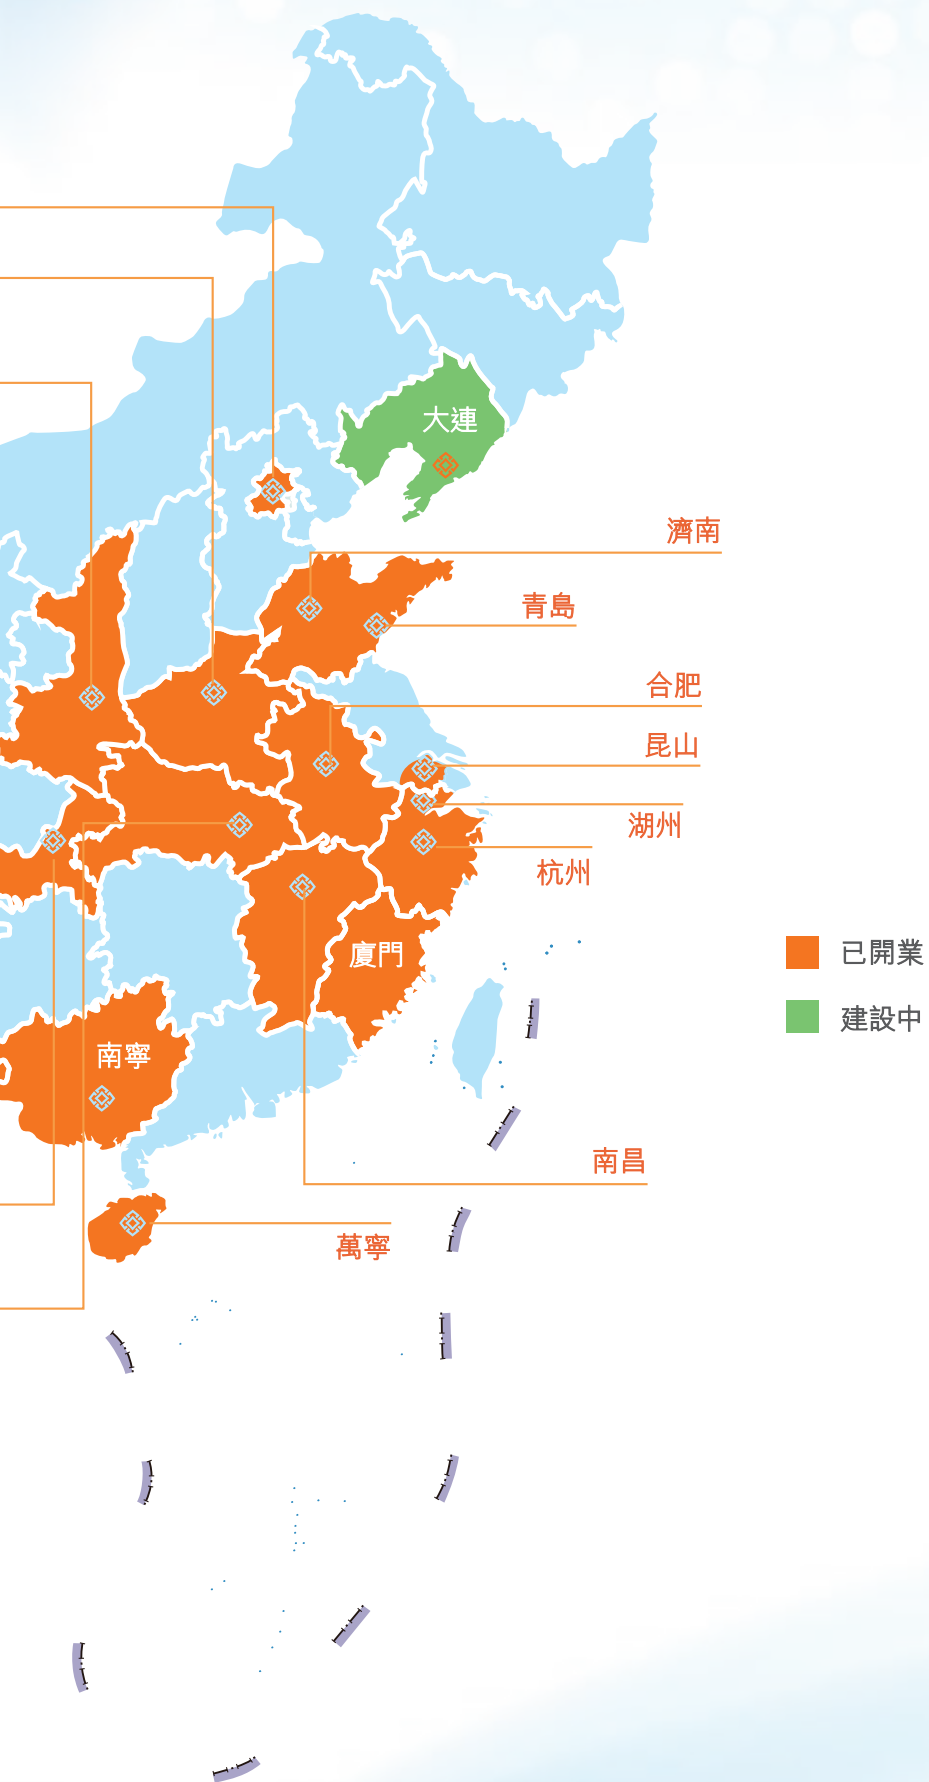 大連
濟南
青島
合肥
昆山
湖州
杭州
廈門
已開業
建設中
南寧
南昌
萬寧